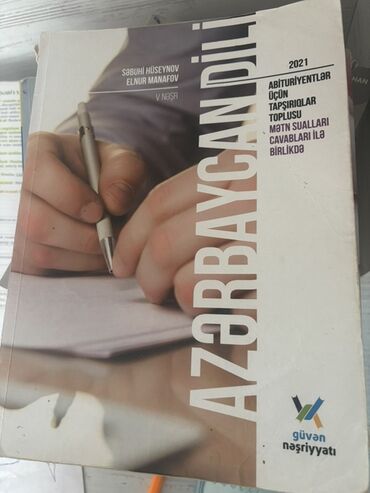 SƏBUHİ HÜSEYNOV
ELNUR MANAFOV
V NƏŞR
AZƏRBAYCAN DİLİ
2021
ABİTURİYENTLƏR
ÜÇÜN
TAPŞIRIQLAR
TOPLUSU
MƏTN SUALLARI
CAVABLARI İLƏ
BİRLİKDƏ
güvən
nəşriyyatı